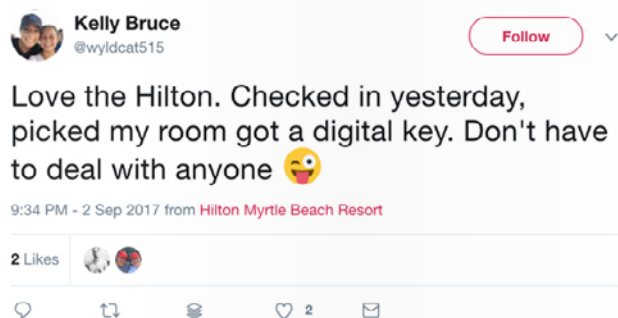 Kelly Bruce
@wyldcat515
Follow
Love the Hilton. Checked in yesterday,
picked my room got a digital key. Don't have
to deal with anyone 😜
9:34 PM - 2 Sep 2017 from Hilton Myrtle Beach Resort
2 Likes
2